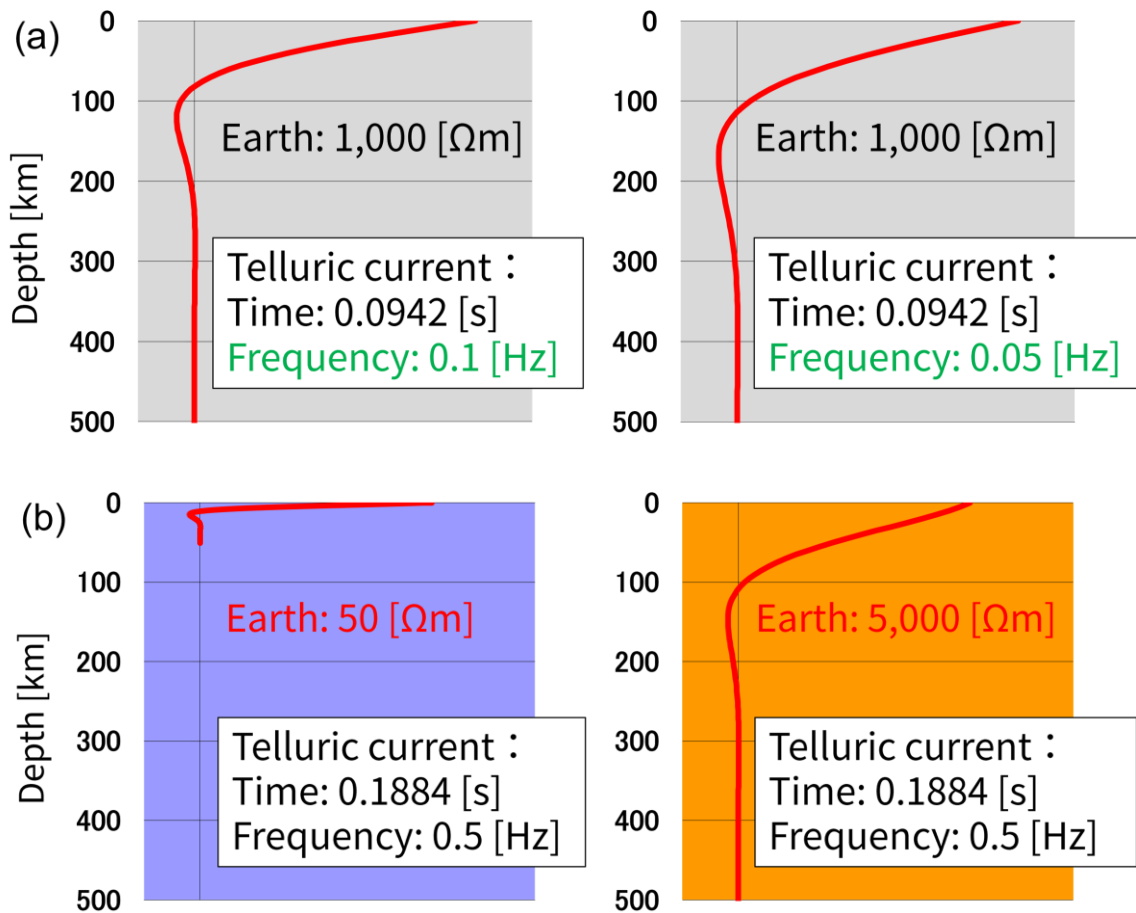 (a)
Depth [km]
0
100
200
300
400
500
Earth: 1,000 [Ωm]
Telluric current：
Time: 0.0942 [s]
Frequency: 0.1 [Hz]
0
100
200
300
400
500
Earth: 1,000 [Ωm]
Telluric current：
Time: 0.0942 [s]
Frequency: 0.05 [Hz]
(b)
Depth [km]
0
100
200
300
400
500
Earth: 50 [Ωm]
Telluric current：
Time: 0.1884 [s]
Frequency: 0.5 [Hz]
0
100
200
300
400
500
Earth: 5,000 [Ωm]
Telluric current：
Time: 0.1884 [s]
Frequency: 0.5 [Hz]